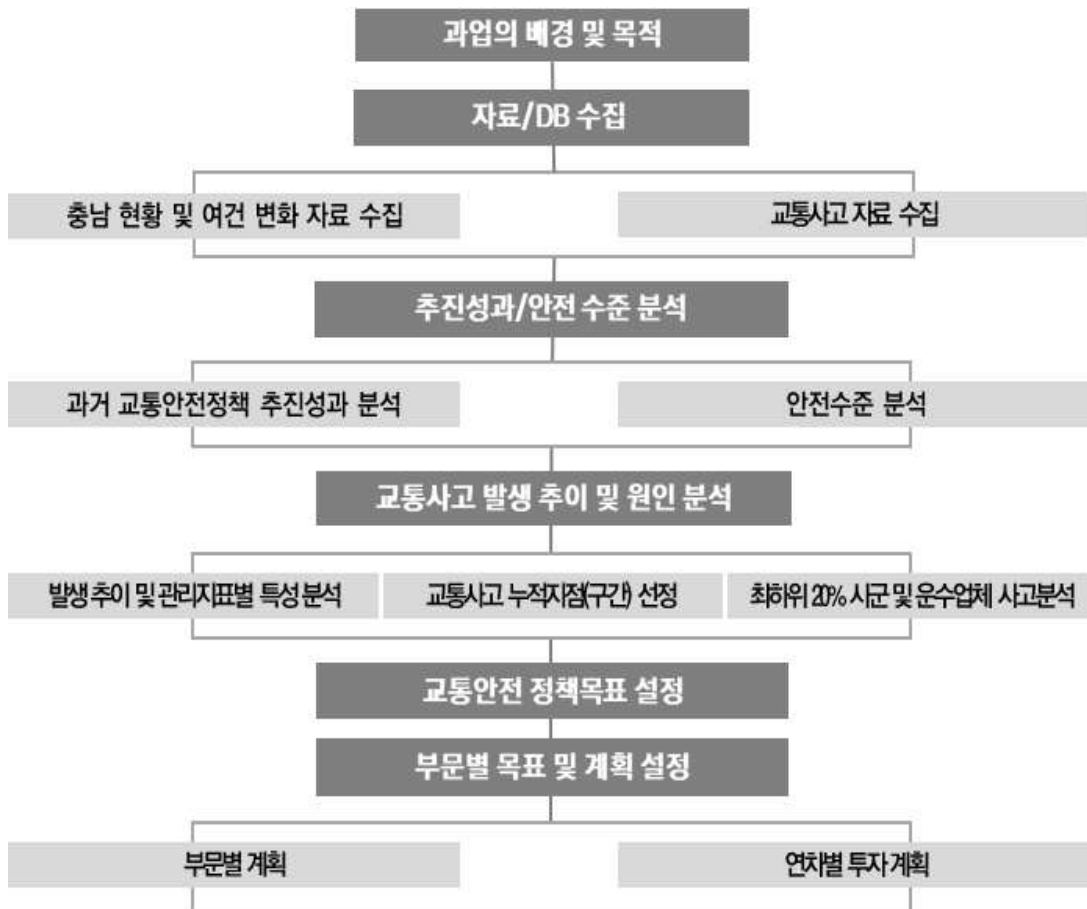 과업의 배경 및 목적
자료/DB 수집
충남 현황 및 여건 변화 자료 수집
교통사고 자료 수집
추진성과/안전 수준 분석
과거 교통안전정책 추진성과 분석
안전수준 분석
교통사고 발생 추이 및 원인 분석
발생 추이 및 관리지표별 특성 분석
교통사고 누적지점(구간) 선정
최하위 20% 시군 및 운수업체 사고분석
교통안전 정책목표 설정
부문별 목표 및 계획 설정
부문별 계획
연차별 투자 계획